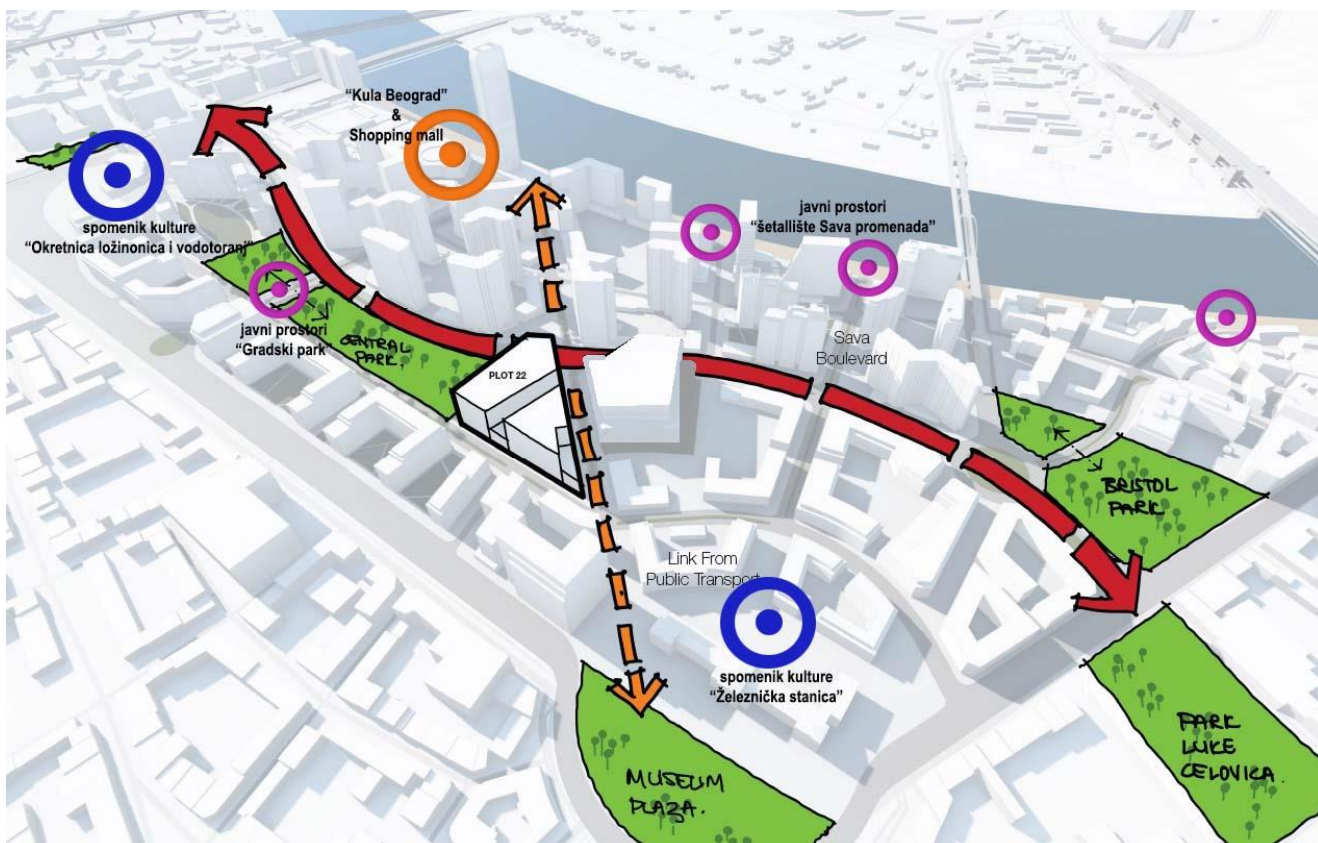 “Kula Beograd”
&
Shopping mall
spomenik kulture
“Okretnica ložinonica i vodotoranj”
javni prostori
“šetallište Sava promenada”
javni prostori
“Gradski park”
CENTRAL
PARK.
PLOT 22
Sava
Boulevard
BRISTOL
PARK
Link From
Public Transport
spomenik kulture
“Železnička stanica”
MUSEUM
PLAZA.
PARK
LUKE
CELOVICA.